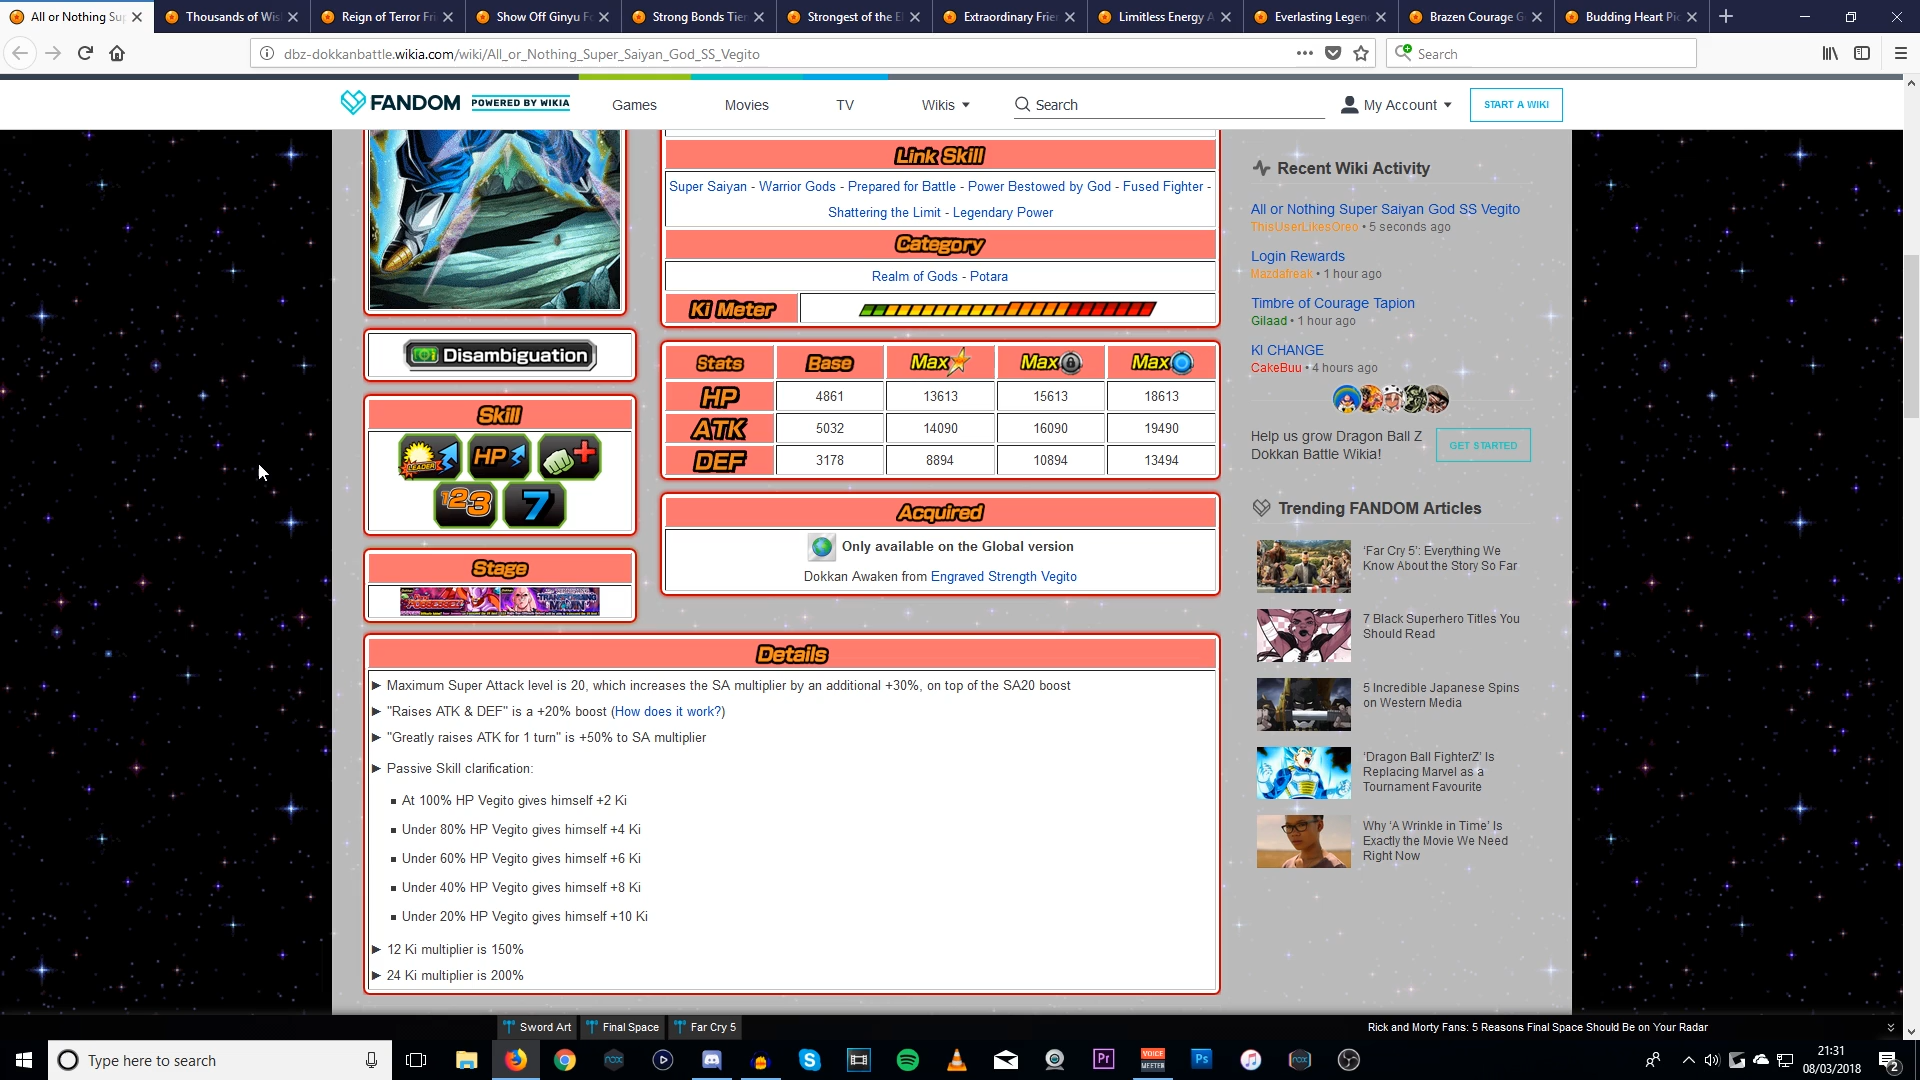 All or Nothing Su
Thousands of Wis
Reign of Terror Fri
Show Off Ginyu Fo
Strong Bonds Tien
Strongest of the E
Extraordinary Frie
Limitless Energy A
Everlasting Legen
Brazen Courage G
Budding Heart Pic
dbz-dokkanbattle.wikia.com/wiki/All_or_Nothing_Super_Saiyan_God_SS_Vegito
Search
FANDOM
POWERED BY WIKIA
Games
Movies
TV
Wikis
Search
My Account
START A WIKI
Link Skill
Super Saiyan - Warrior Gods - Prepared for Battle - Power Bestowed by God - Fused Fighter -
Shattering the Limit - Legendary Power
Category
Realm of Gods - Potara
Ki Meter
Disambiguation
Skill
LEADER
HP
123
7
Stage
Stats Base Max Max Max
HP 4861 13613 15613 18613
ATK 5032 14090 16090 19490
DEF 3178 8894 10894 13494
Acquired
Only available on the Global version
Dokkan Awaken from Engraved Strength Vegito
Details
► Maximum Super Attack level is 20, which increases the SA multiplier by an additional +30%, on top of the SA20 boost
► "Raises ATK & DEF" is a +20% boost (How does it work?)
► "Greatly raises ATK for 1 turn" is +50% to SA multiplier
► Passive Skill clarification:
▪ At 100% HP Vegito gives himself +2 Ki
▪ Under 80% HP Vegito gives himself +4 Ki
▪ Under 60% HP Vegito gives himself +6 Ki
▪ Under 40% HP Vegito gives himself +8 Ki
▪ Under 20% HP Vegito gives himself +10 Ki
► 12 Ki multiplier is 150%
► 24 Ki multiplier is 200%
Recent Wiki Activity
All or Nothing Super Saiyan God SS Vegito
ThisUserLikesOreo • 5 seconds ago
Login Rewards
Mazdafreak • 1 hour ago
Timbre of Courage Tapion
Gilaad • 1 hour ago
KI CHANGE
CakeBuu • 4 hours ago
Help us grow Dragon Ball Z
Dokkan Battle Wikia!
GET STARTED
Trending FANDOM Articles
'Far Cry 5': Everything We
Know About the Story So Far
7 Black Superhero Titles You
Should Read
5 Incredible Japanese Spins
on Western Media
'Dragon Ball FighterZ' Is
Replacing Marvel as a
Tournament Favourite
Why 'A Wrinkle in Time' Is
Exactly the Movie We Need
Right Now
Sword Art
Final Space
Far Cry 5
Rick and Morty Fans: 5 Reasons Final Space Should Be on Your Radar
Type here to search
nox
Pr
VOICE
MEETER
Ps
nox
21:31
08/03/2018
2